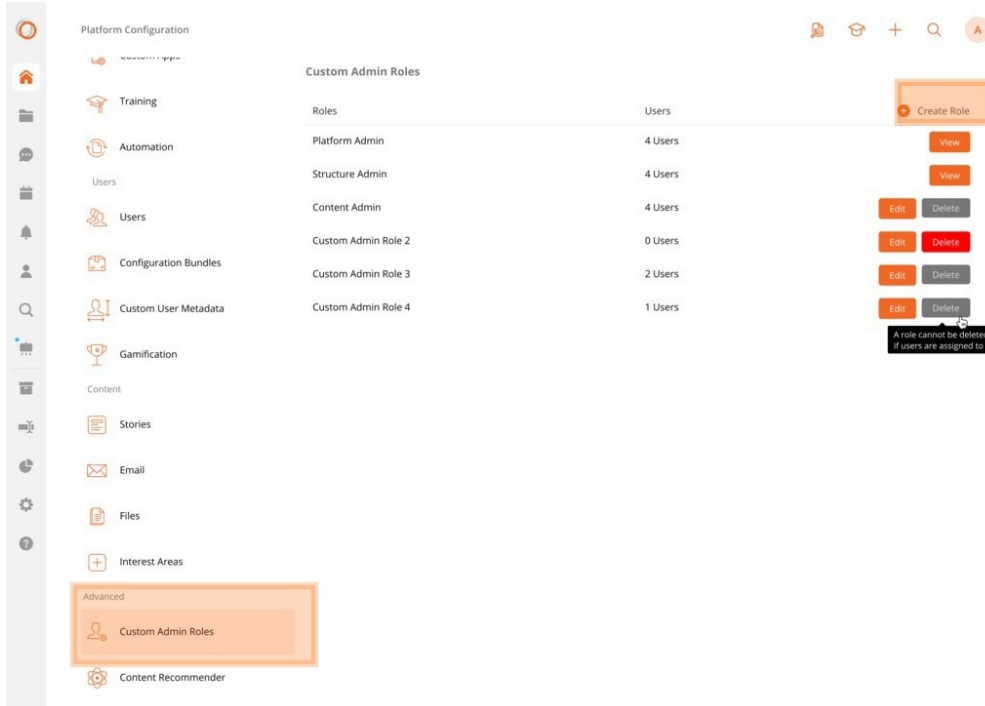 Platform Configuration
A
Custom Apps
Custom Admin Roles
Training
Roles
Users
Create Role
Automation
Platform Admin
4 Users
View
Users
Structure Admin
4 Users
View
Users
Content Admin
4 Users
Edit
Delete
Custom Admin Role 2
0 Users
Edit
Delete
Configuration Bundles
Custom Admin Role 3
2 Users
Edit
Delete
Custom User Metadata
Custom Admin Role 4
1 Users
Edit
Delete
A role cannot be delete
if users are assigned to
Gamification
Content
Stories
Email
Files
Interest Areas
Advanced
Custom Admin Roles
Content Recommender